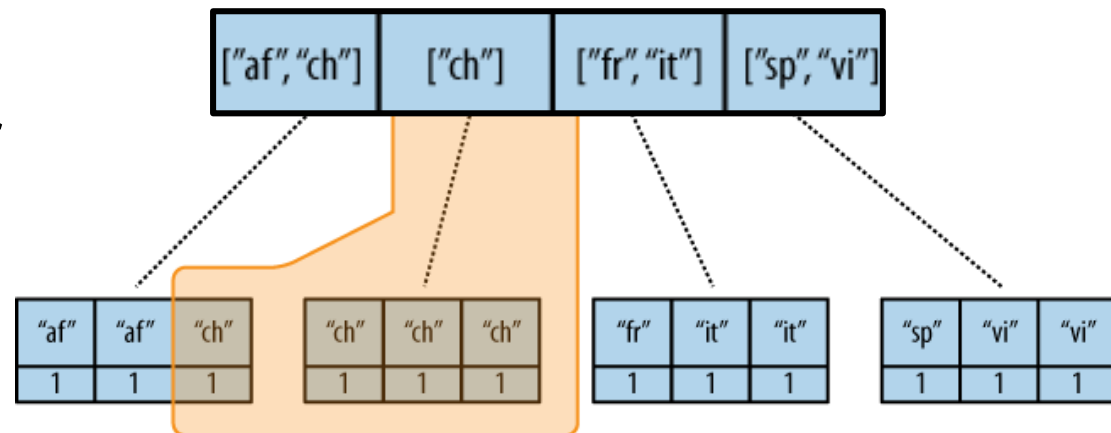 ["af", "ch"] ["ch"] ["fr", "it"] ["sp", "vi"]
"af" "af" "ch" "ch" "ch" "ch" "fr" "it" "it" "sp" "vi" "vi"
1 1 1 1 1 1 1 1 1 1 1 1